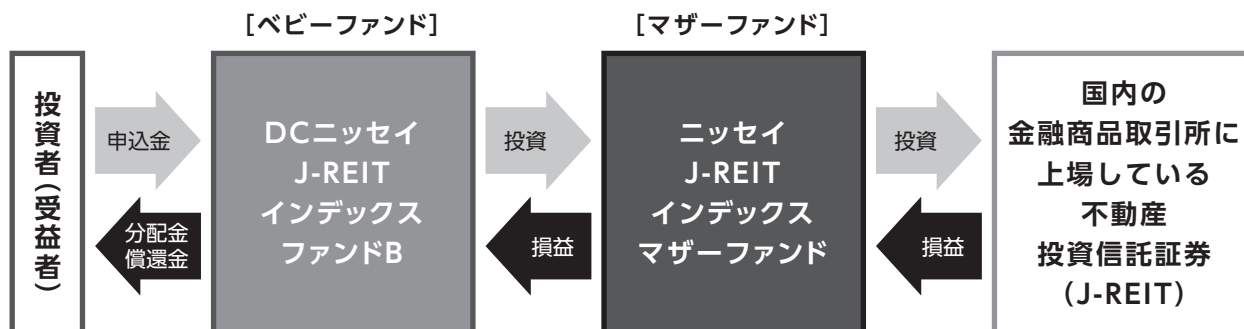 [ベビーファンド]
[マザーファンド]
投資者(受益者)
申込金
分配金
償還金
DCニッセイ
J-REIT
インデックス
ファンドB
投資
損益
ニッセイ
J-REIT
インデックス
マザーファンド
投資
損益
国内の
金融商品取引所に
上場している
不動産
投資信託証券
(J-REIT)